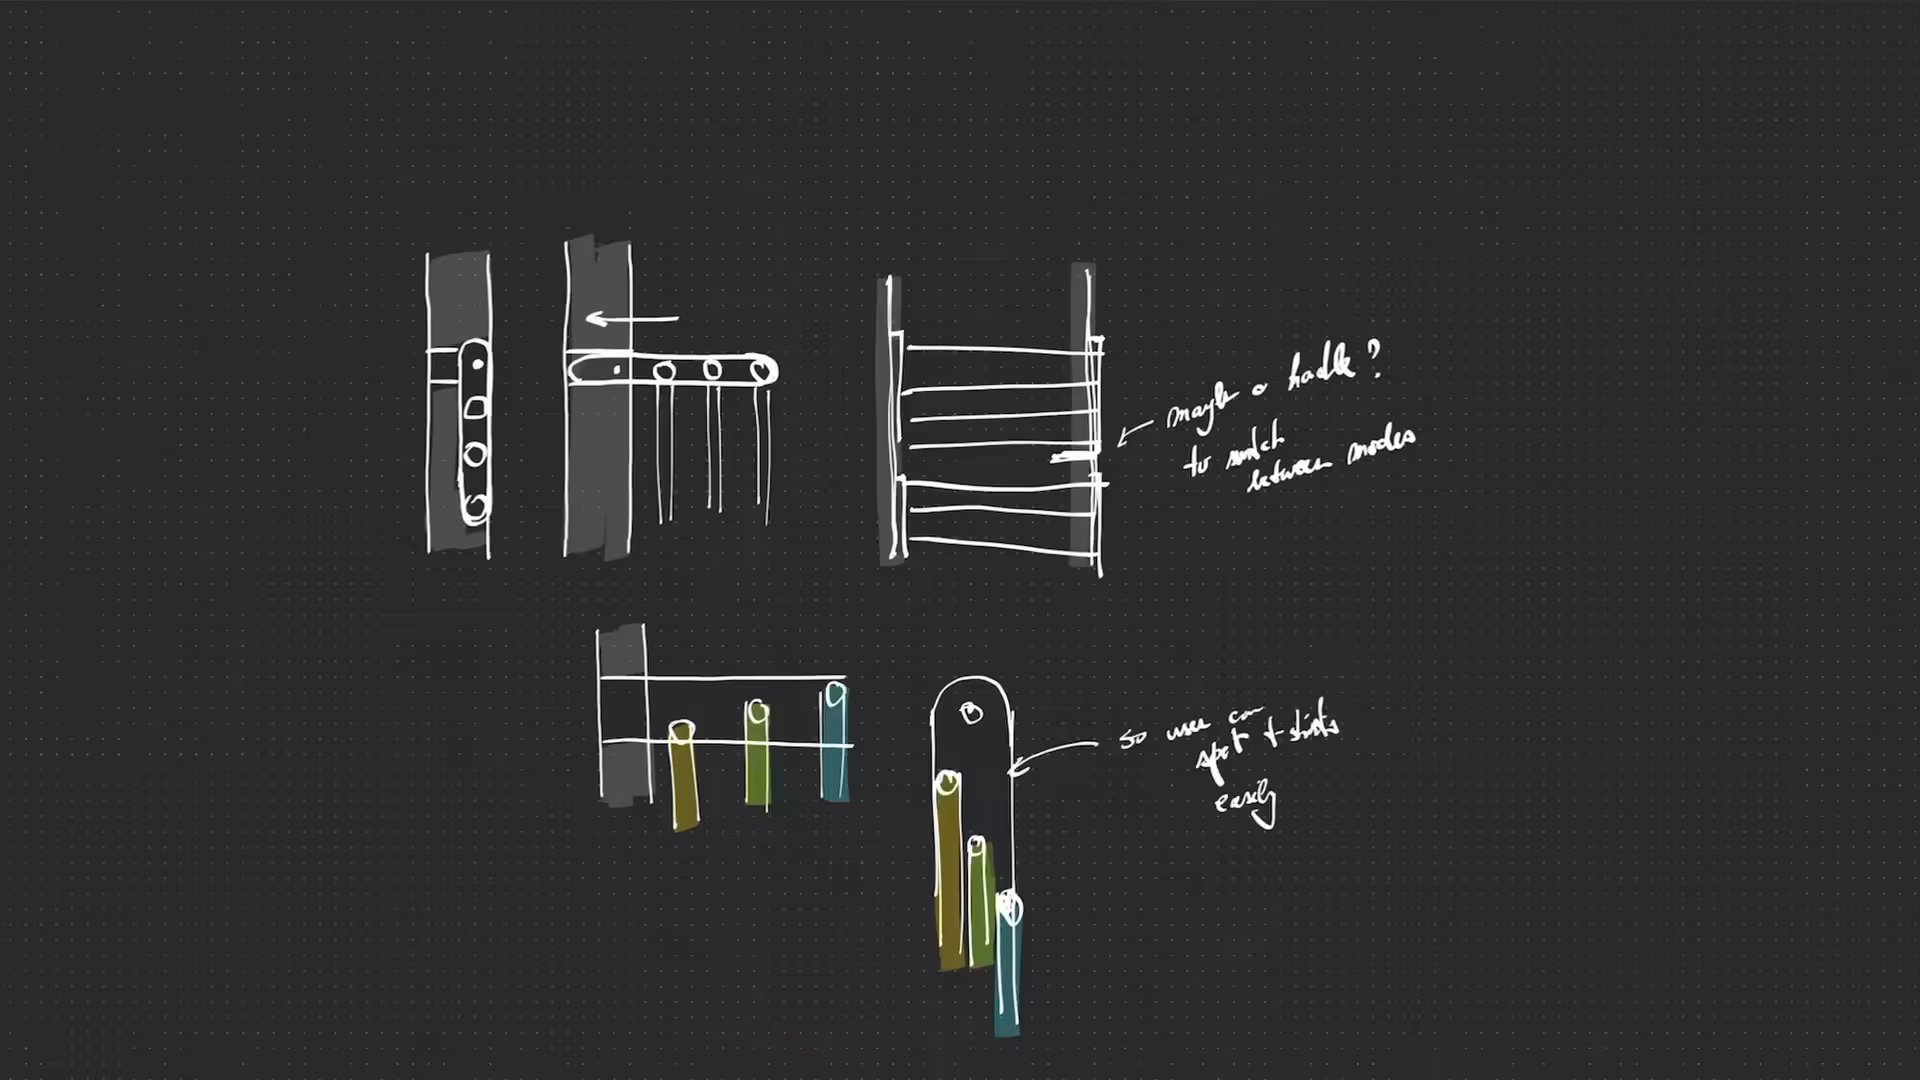 maybe a handle?
to switch
between modes
so user can
spot t-shirts
easily